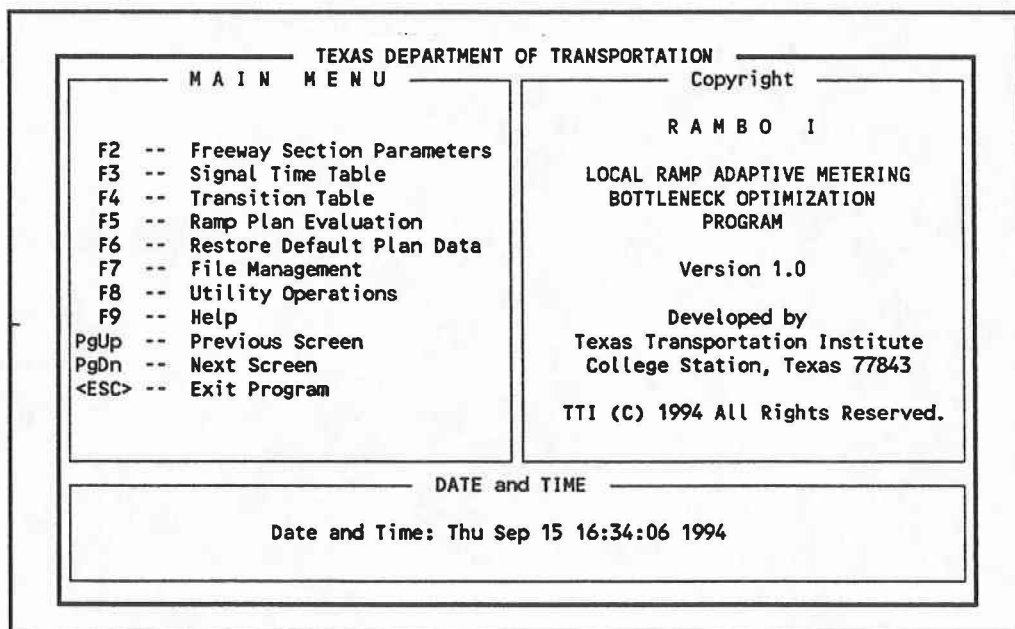 TEXAS DEPARTMENT OF TRANSPORTATION
M A I N   M E N U
F2 -- Freeway Section Parameters
F3 -- Signal Time Table
F4 -- Transition Table
F5 -- Ramp Plan Evaluation
F6 -- Restore Default Plan Data
F7 -- File Management
F8 -- Utility Operations
F9 -- Help
PgUp -- Previous Screen
PgDn -- Next Screen
<ESC> -- Exit Program
Copyright
R A M B O   I
LOCAL RAMP ADAPTIVE METERING
BOTTLENECK OPTIMIZATION
PROGRAM
Version 1.0
Developed by
Texas Transportation Institute
College Station, Texas 77843
TTI (C) 1994 All Rights Reserved.
DATE and TIME
Date and Time: Thu Sep 15 16:34:06 1994